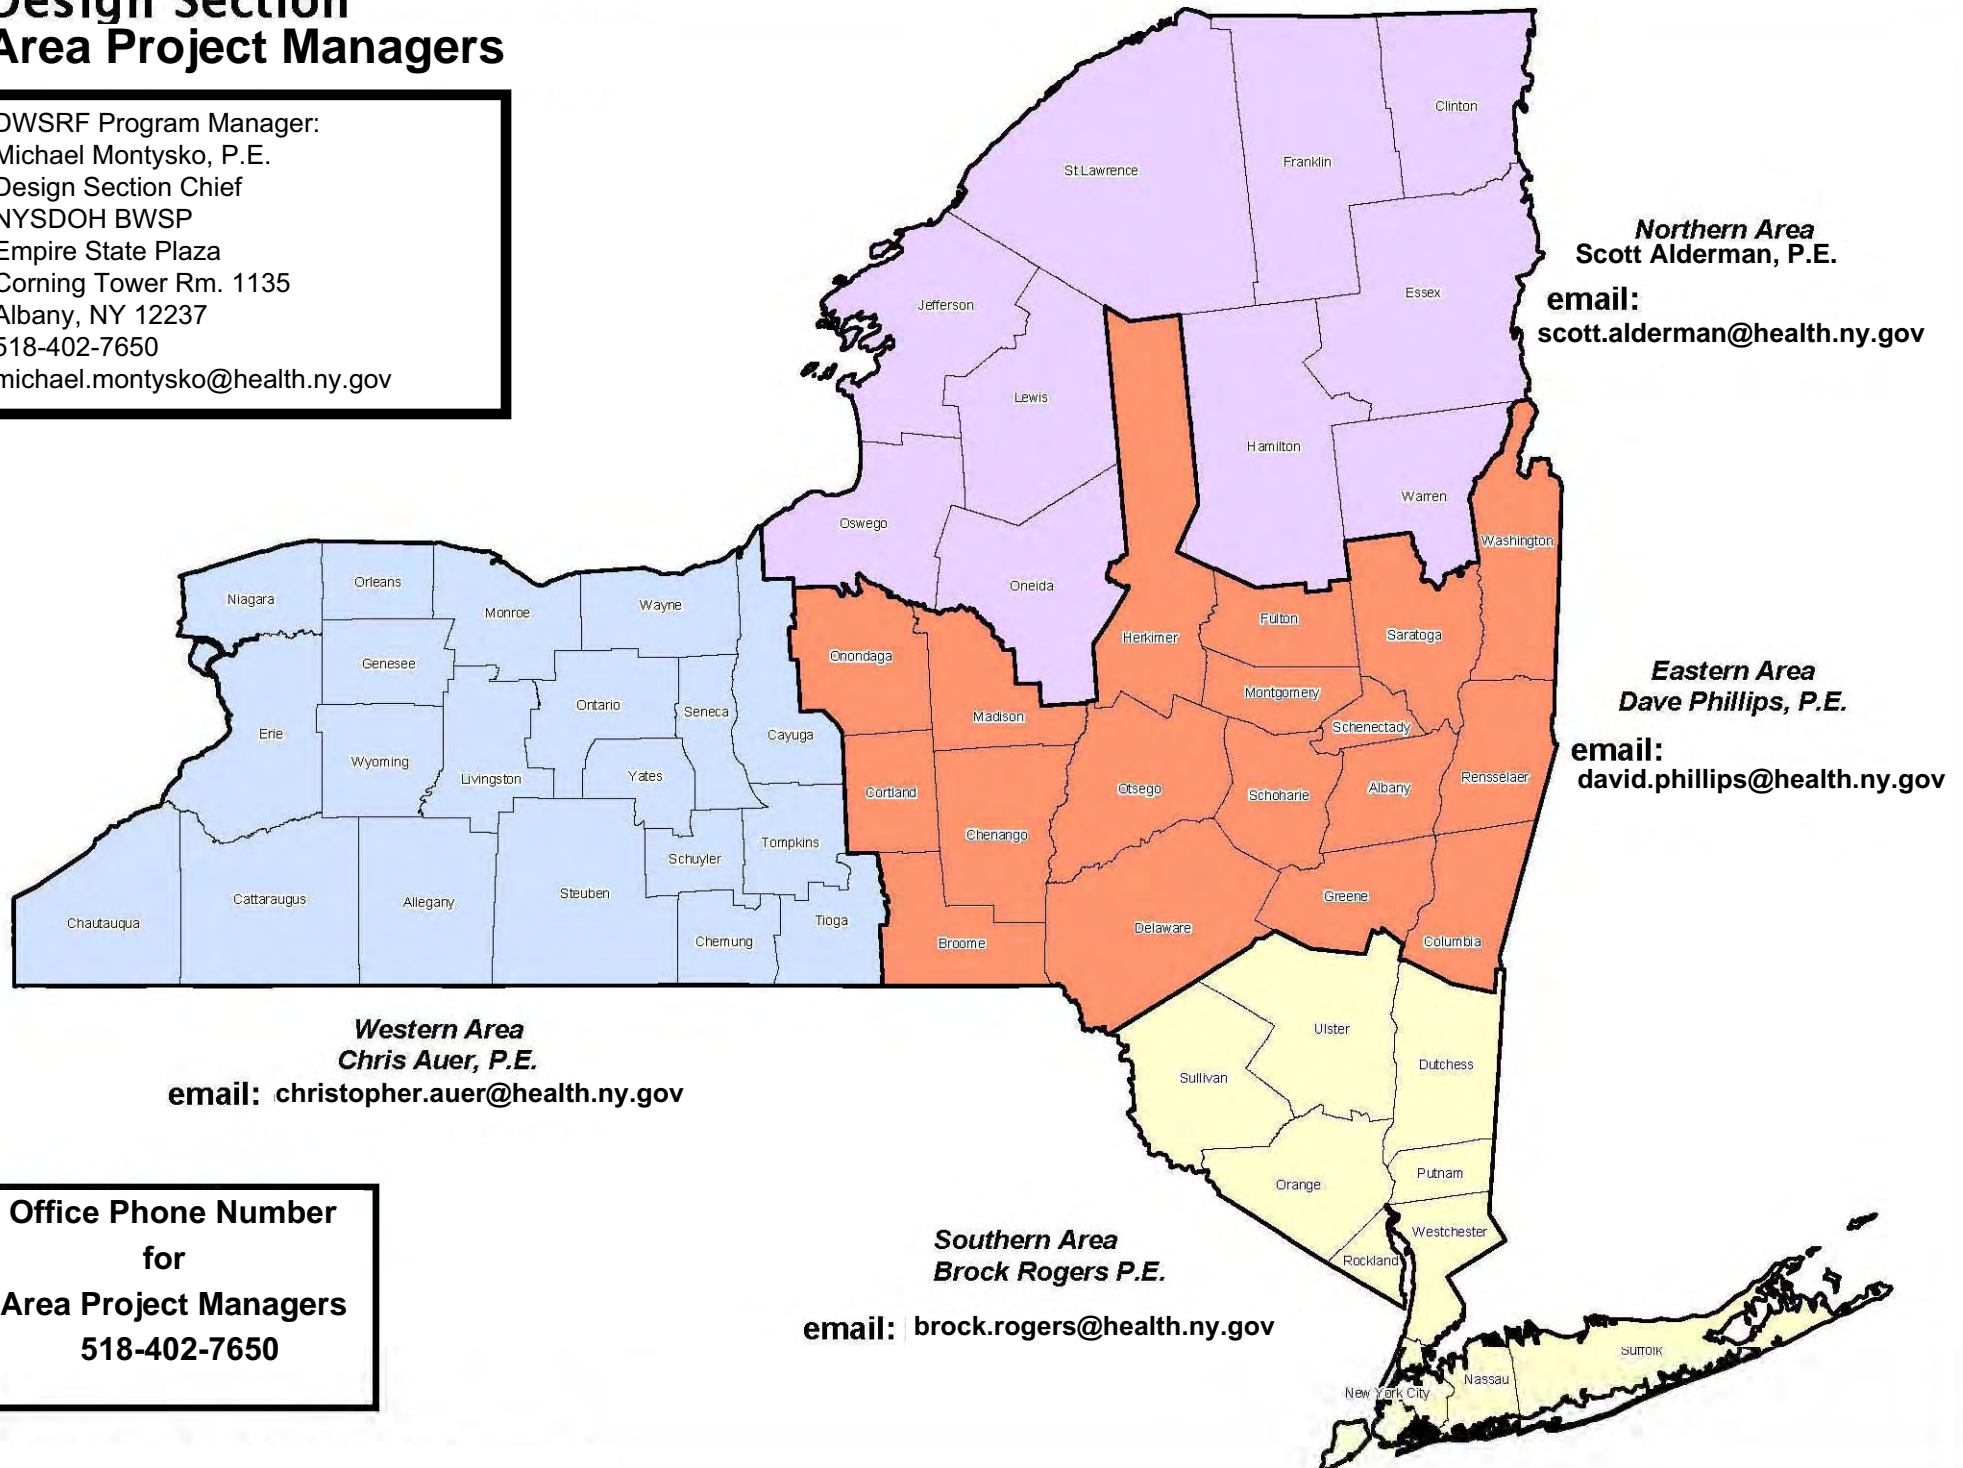 Design Section
Area Project Managers
DWSRF Program Manager:
Michael Montysko, P.E.
Design Section Chief
NYSDOH BWSP
Empire State Plaza
Corning Tower Rm. 1135
Albany, NY 12237
518-402-7650
michael.montysko@health.ny.gov
Clinton
Franklin
St Lawrence
Northern Area
Scott Alderman, P.E.
email:
scott.alderman@health.ny.gov
Essex
Jefferson
Lewis
Hamilton
Warren
Oswego
Washington
Oneida
Niagara
Orleans
Monroe
Wayne
Genesee
Onondaga
Herkimer
Fulton
Saratoga
Eastern Area
Dave Phillips, P.E.
email:
david.phillips@health.ny.gov
Erie
Wyoming
Livingston
Ontario
Seneca
Yates
Cayuga
Madison
Montgomery
Schenectady
Cortland
Otsego
Schoharie
Albany
Rensselaer
Chenango
Tompkins
Schuyler
Steuben
Allegany
Cattaraugus
Chautauqua
Chemung
Tioga
Broome
Delaware
Greene
Columbia
Western Area
Chris Auer, P.E.
email: christopher.auer@health.ny.gov
Ulster
Sullivan
Dutchess
Orange
Putnam
Westchester
Rockland
Office Phone Number
for
Area Project Managers
518-402-7650
Southern Area
Brock Rogers P.E.
email: brock.rogers@health.ny.gov
New York City
Nassau
Suffolk